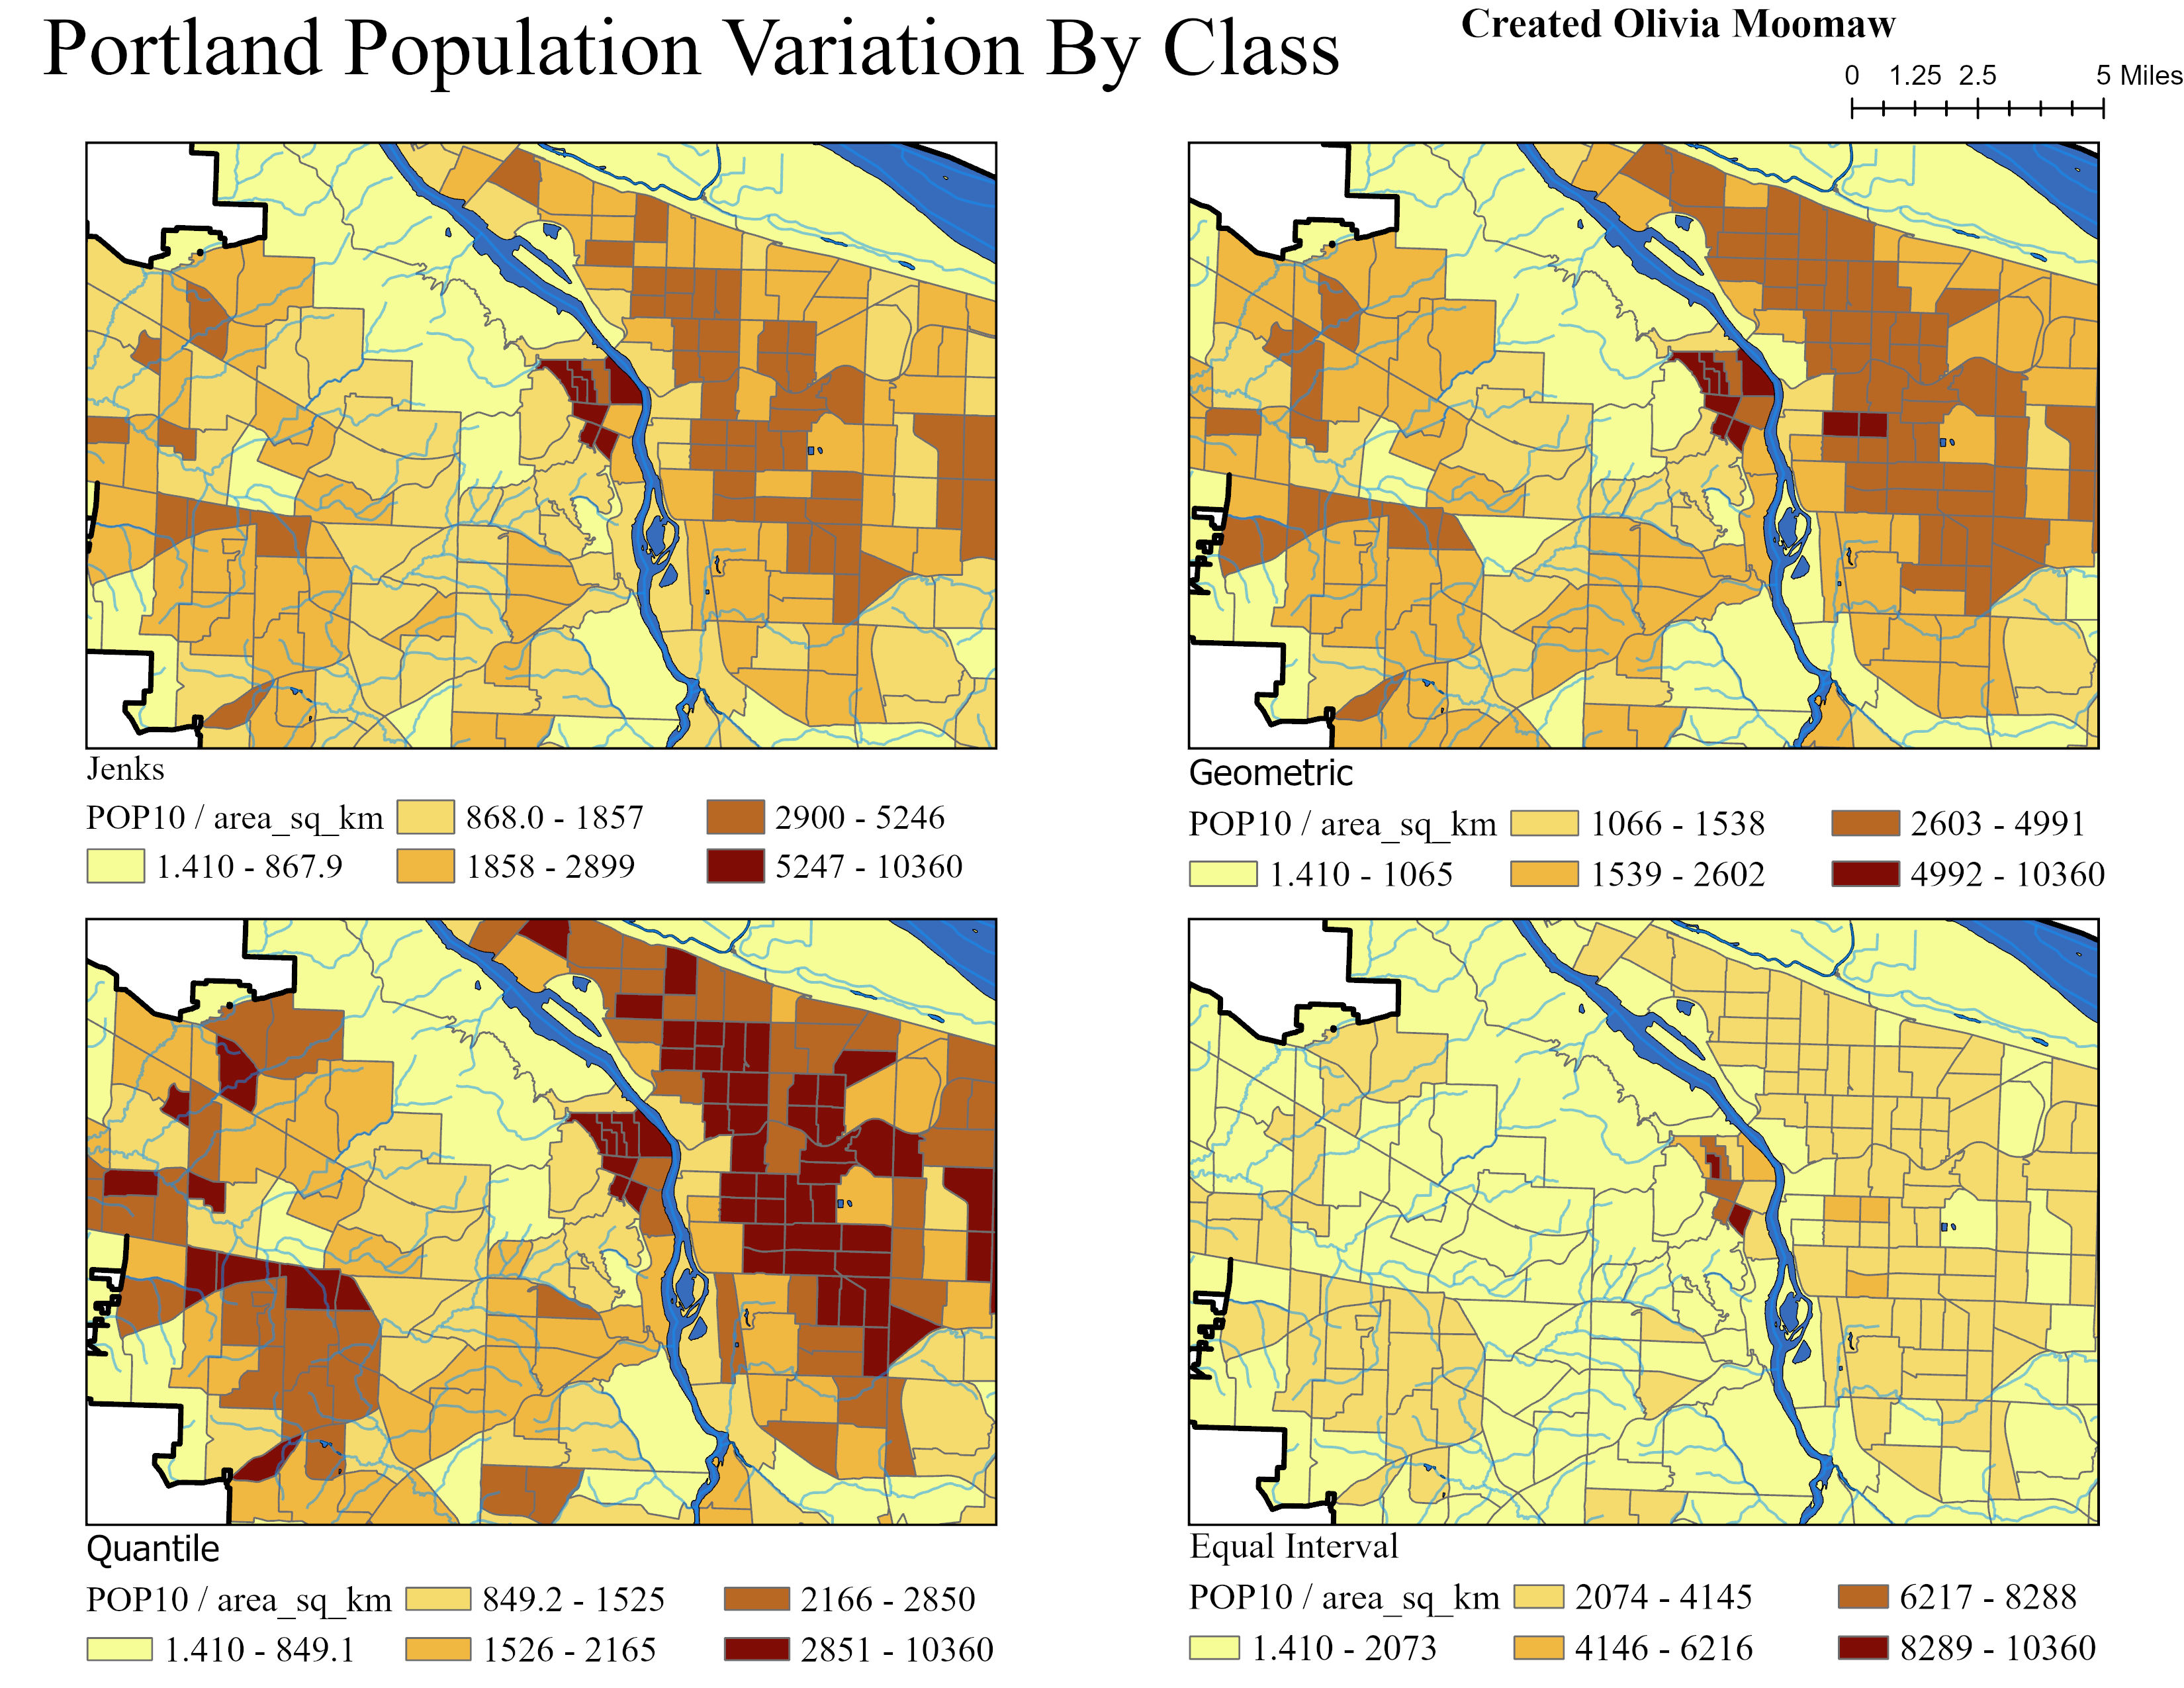 Portland Population Variation By Class
Created Olivia Moomaw
0 1.25 2.5 5 Miles
Jenks
POP10 / area_sq_km
1.410 - 867.9
868.0 - 1857
1858 - 2899
2900 - 5246
5247 - 10360
Geometric
POP10 / area_sq_km
1.410 - 1065
1066 - 1538
1539 - 2602
2603 - 4991
4992 - 10360
Quantile
POP10 / area_sq_km
1.410 - 849.1
849.2 - 1525
1526 - 2165
2166 - 2850
2851 - 10360
Equal Interval
POP10 / area_sq_km
1.410 - 2073
2074 - 4145
4146 - 6216
6217 - 8288
8289 - 10360